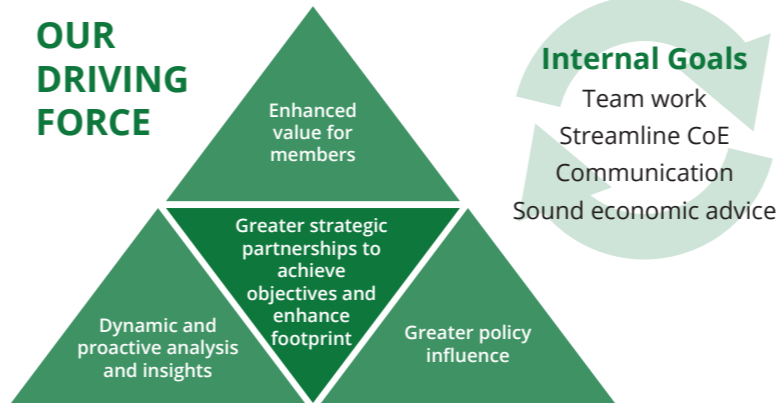 OUR
DRIVING
FORCE
Enhanced
value for
members
Greater strategic
partnerships to
achieve
objectives and
enhance
footprint
Dynamic and
proactive analysis
and insights
Greater policy
influence
Internal Goals
Team work
Streamline CoE
Communication
Sound economic advice